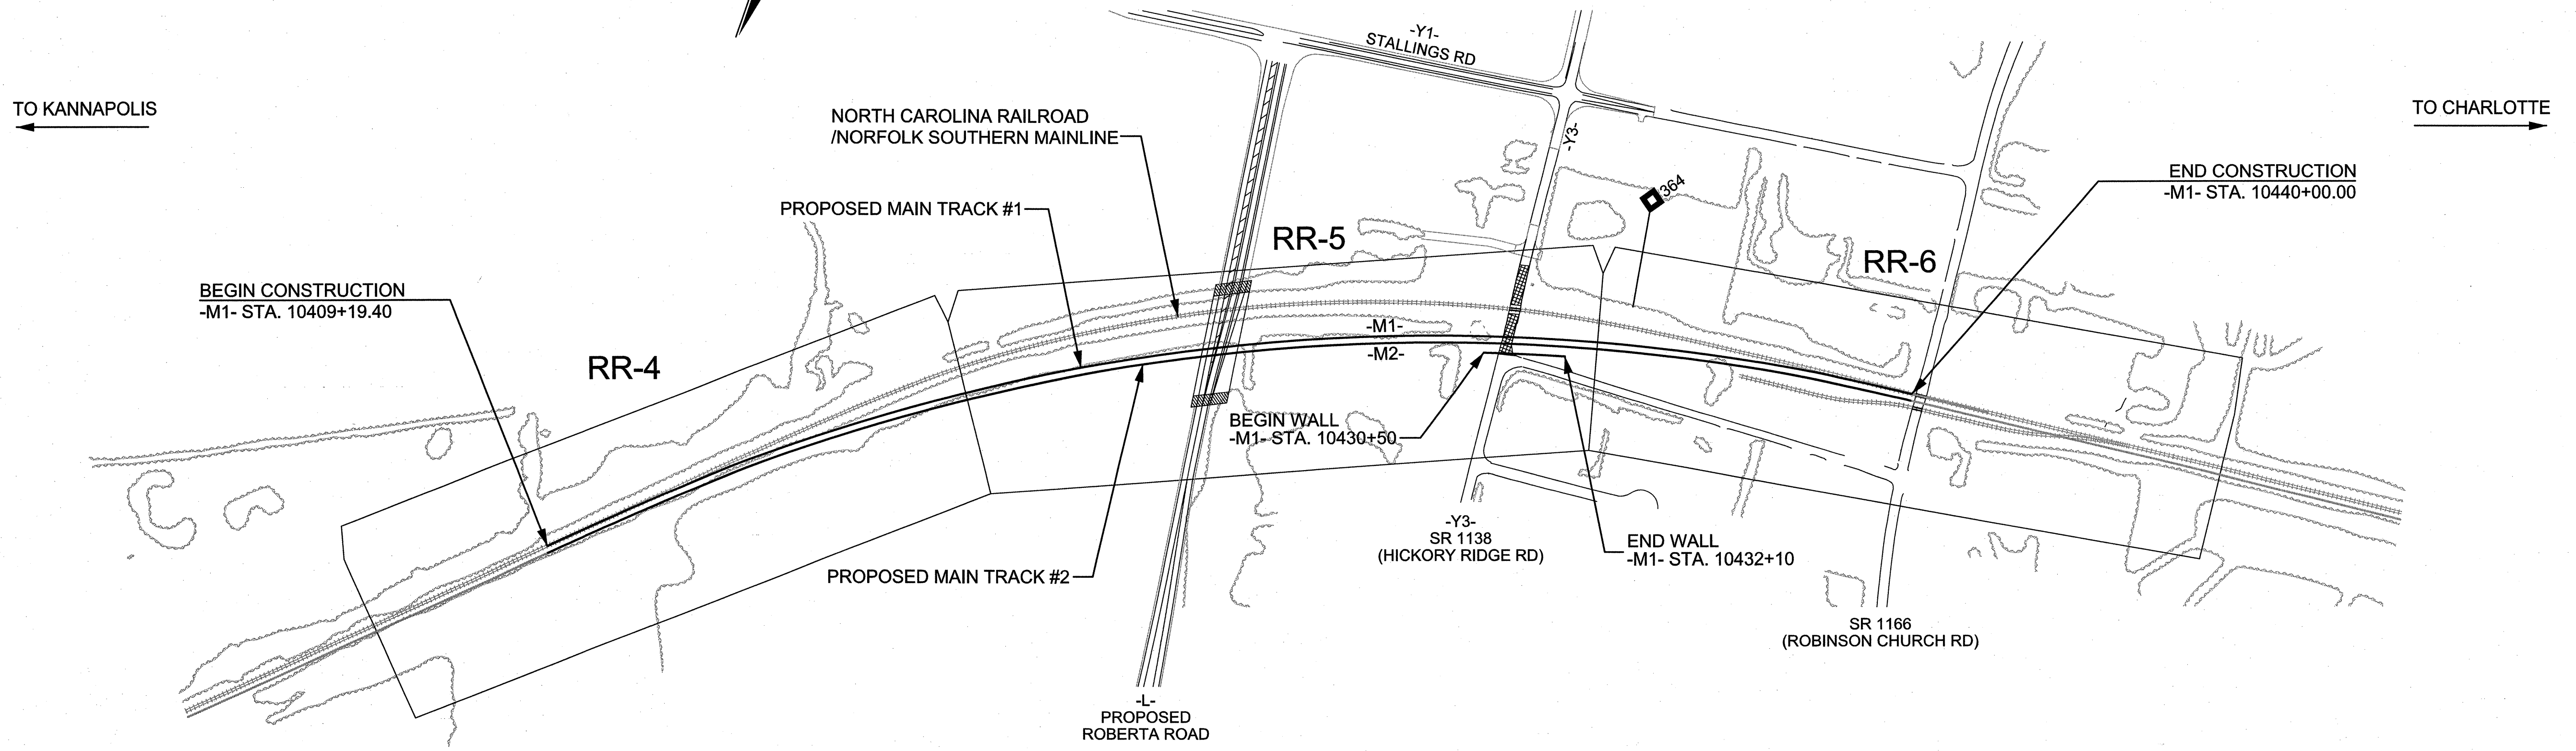 -Y1-
STALLINGS RD
TO KANNAPOLIS
TO CHARLOTTE
NORTH CAROLINA RAILROAD
/NORFOLK SOUTHERN MAINLINE
-Y3-
END CONSTRUCTION
-M1- STA. 10440+00.00
364
PROPOSED MAIN TRACK #1
RR-5
RR-6
BEGIN CONSTRUCTION
-M1- STA. 10409+19.40
RR-4
-M1-
-M2-
BEGIN WALL
-M1- STA. 10430+50
-Y3-
SR 1138
(HICKORY RIDGE RD)
END WALL
-M1- STA. 10432+10
PROPOSED MAIN TRACK #2
SR 1166
(ROBINSON CHURCH RD)
-L-
PROPOSED
ROBERTA ROAD